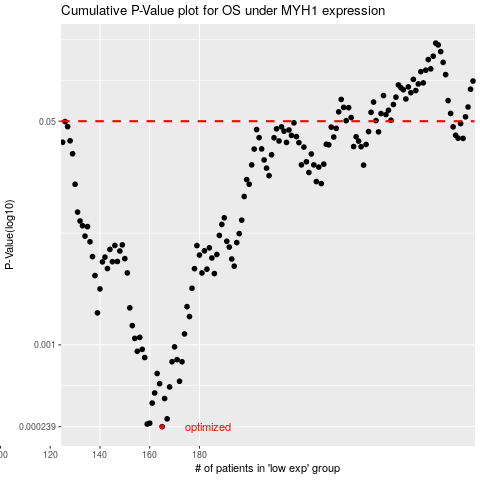 Cumulative P-Value plot for OS under MYH1 expression
P-Value(log10)
0.05
0.001
0.000239
optimized
00 120 140 160 180
# of patients in 'low exp' group